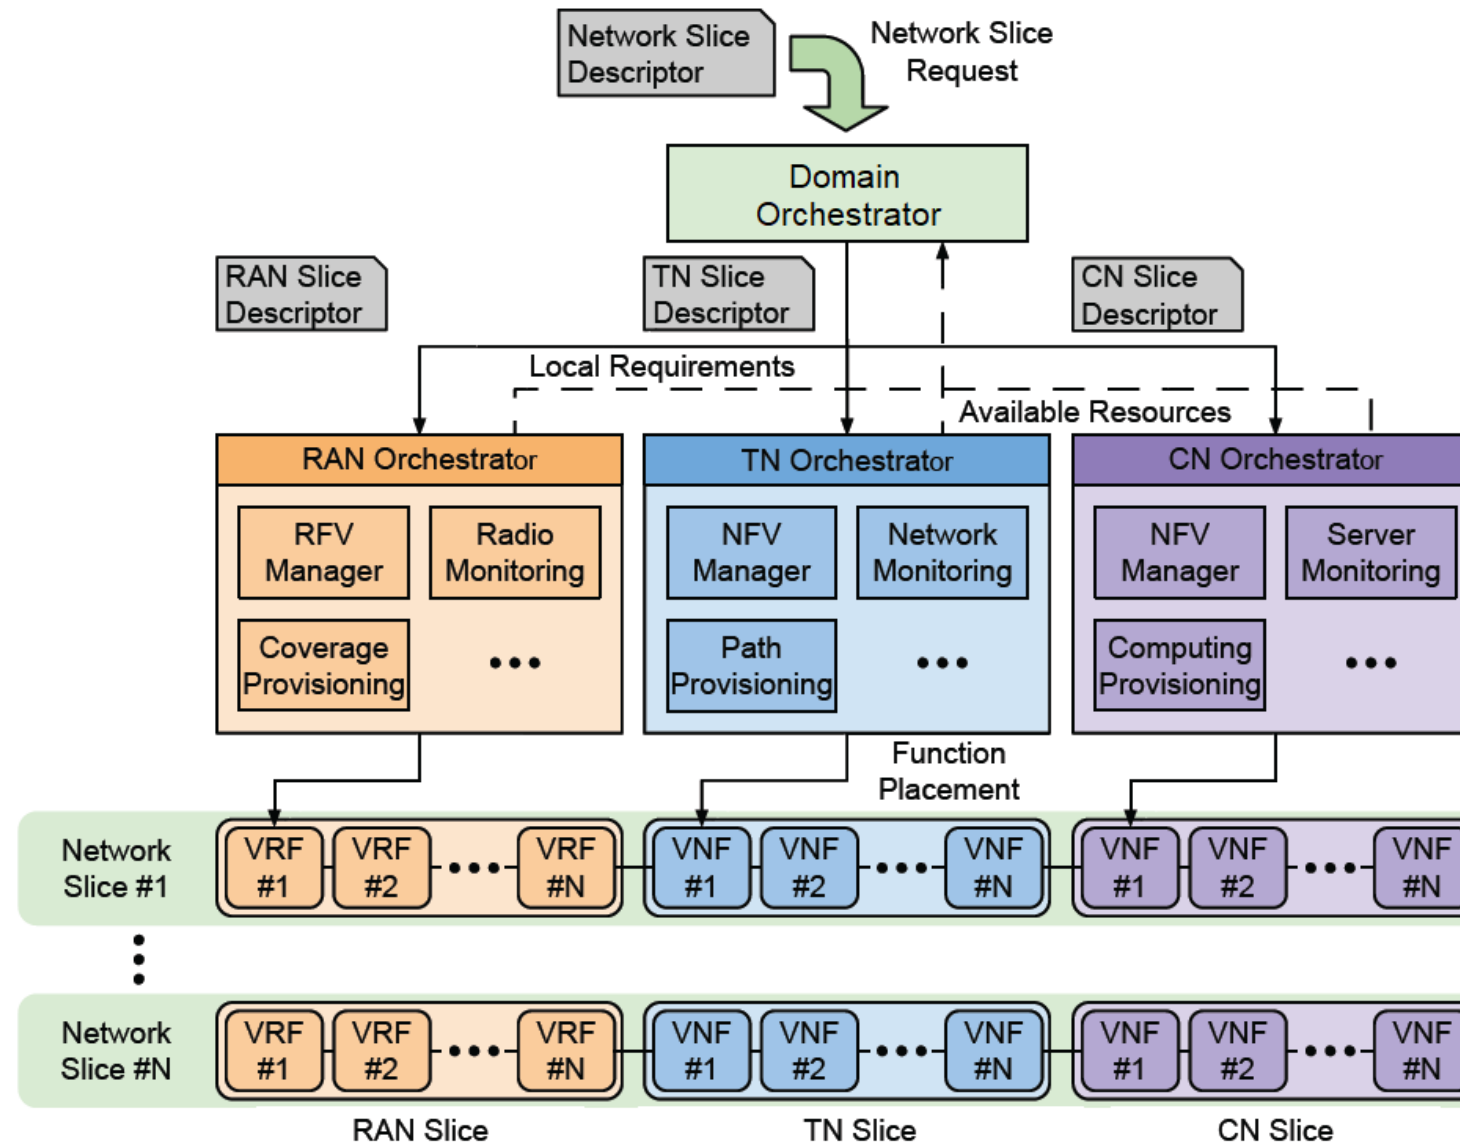 Network Slice
Descriptor
Network Slice
Request
Domain
Orchestrator
RAN Slice
Descriptor
TN Slice
Descriptor
CN Slice
Descriptor
Local Requirements
Available Resources
RAN Orchestrator
RFV
Manager
Radio
Monitoring
Coverage
Provisioning
TN Orchestrator
NFV
Manager
Network
Monitoring
Path
Provisioning
CN Orchestrator
NFV
Manager
Server
Monitoring
Computing
Provisioning
Function
Placement
Network
Slice #1
VRF
#1
VRF
#2
VRF
#N
VNF
#1
VNF
#2
VNF
#N
VNF
#1
VNF
#2
VNF
#N
Network
Slice #N
VRF
#1
VRF
#2
VRF
#N
VNF
#1
VNF
#2
VNF
#N
VNF
#1
VNF
#2
VNF
#N
RAN Slice
TN Slice
CN Slice